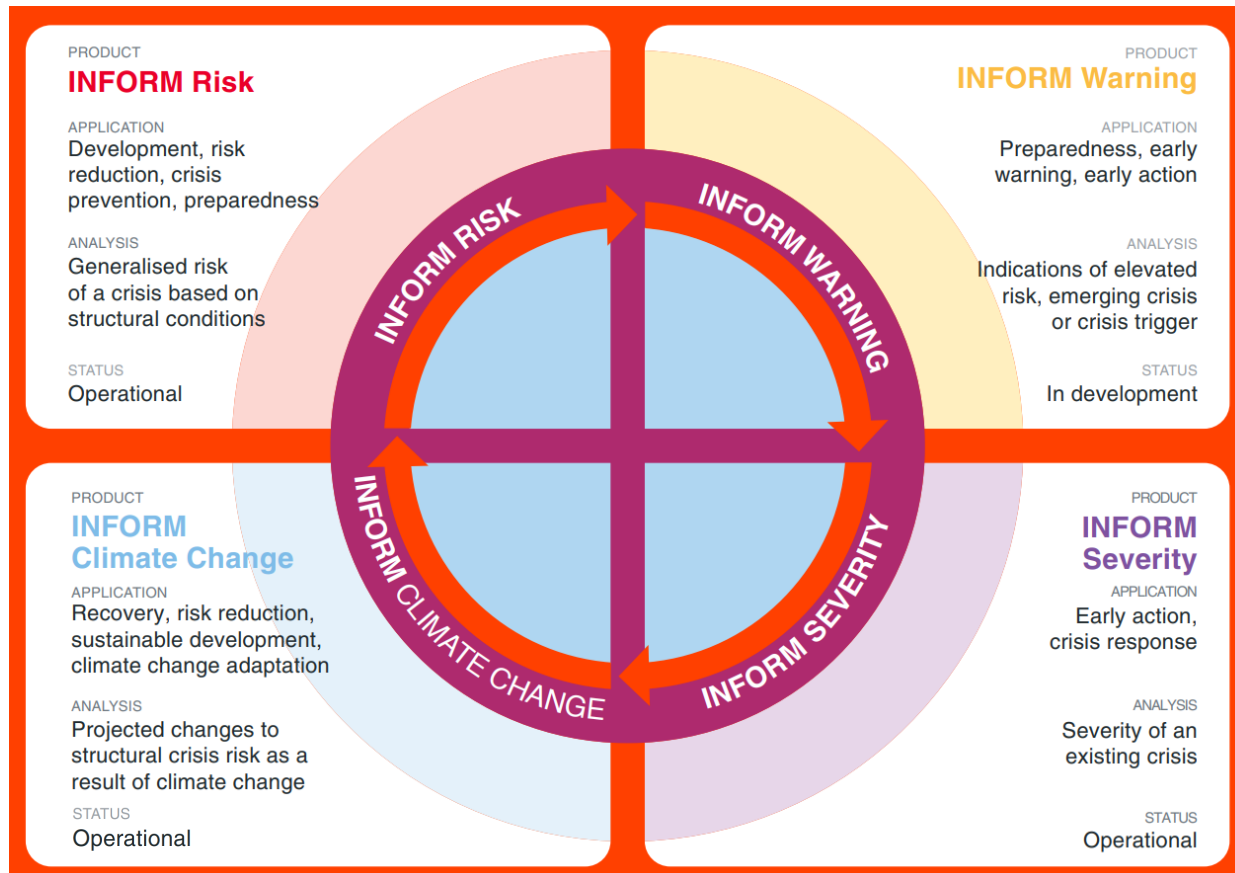 PRODUCT
INFORM Risk
APPLICATION
Development, risk
reduction, crisis
prevention, preparedness
ANALYSIS
Generalised risk
of a crisis based on
structural conditions
STATUS
Operational
PRODUCT
INFORM Warning
APPLICATION
Preparedness, early
warning, early action
ANALYSIS
Indications of elevated
risk, emerging crisis
or crisis trigger
STATUS
In development
INFORM RISK
INFORM WARNING
INFORM CLIMATE CHANGE
INFORM SEVERITY
PRODUCT
INFORM
Climate Change
APPLICATION
Recovery, risk reduction,
sustainable development,
climate change adaptation
ANALYSIS
Projected changes to
structural crisis risk as a
result of climate change
STATUS
Operational
PRODUCT
INFORM
Severity
APPLICATION
Early action,
crisis response
ANALYSIS
Severity of an
existing crisis
STATUS
Operational